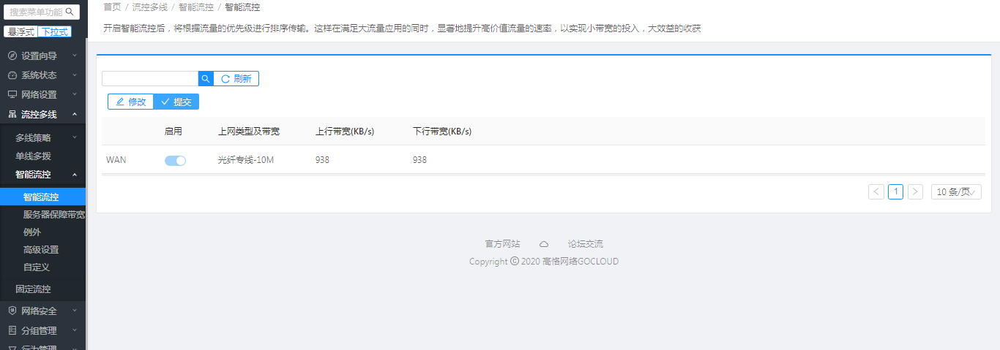 搜索菜单功能
悬浮式 下拉式
设置向导
系统状态
网络设置
流控多线
多线策略
单线多拨
智能流控
智能流控
服务器保障带宽
例外
高级设置
自定义
固定流控
网络安全
分组管理
行为管理
首页 / 流控多线 / 智能流控 / 智能流控
开启智能流控后，将根据流量的优先级进行排序传输。这样在满足大流量应用的同时，显著地提升高价值流量的速率，以实现小带宽的投入，大效益的收获
刷新
修改 提交
启用 上网类型及带宽 上行带宽(KB/s) 下行带宽(KB/s)
WAN 光纤专线-10M 938 938
1 10 条/页
官方网站 论坛交流
Copyright © 2020 高恪网络GOCLOUD